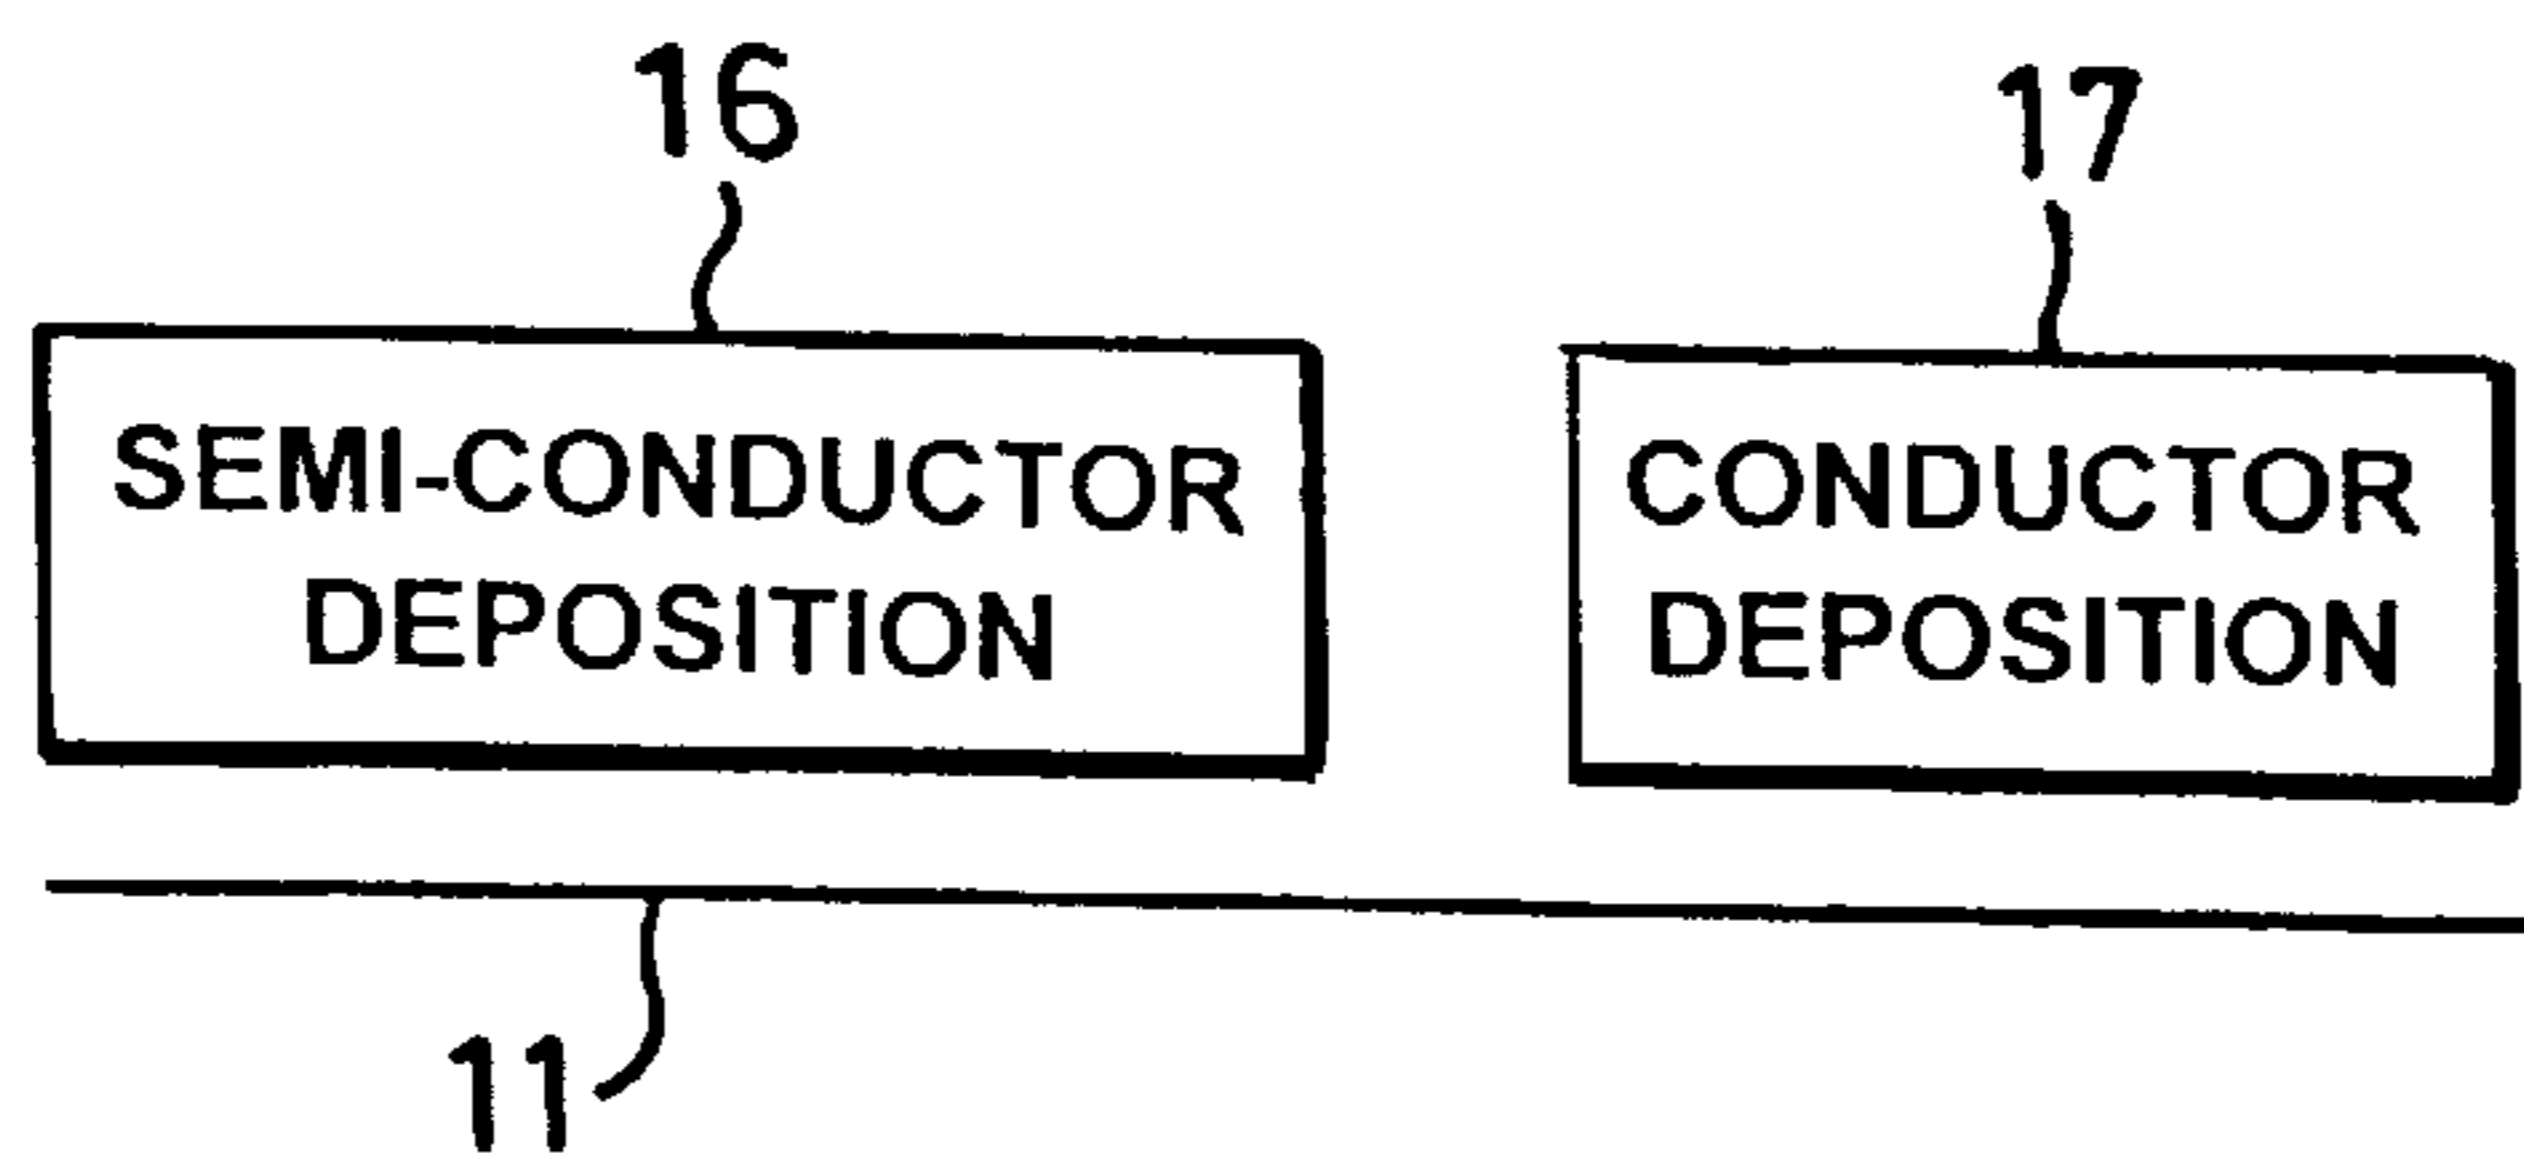 16
17
SEMI-CONDUCTOR
DEPOSITION
CONDUCTOR
DEPOSITION
11